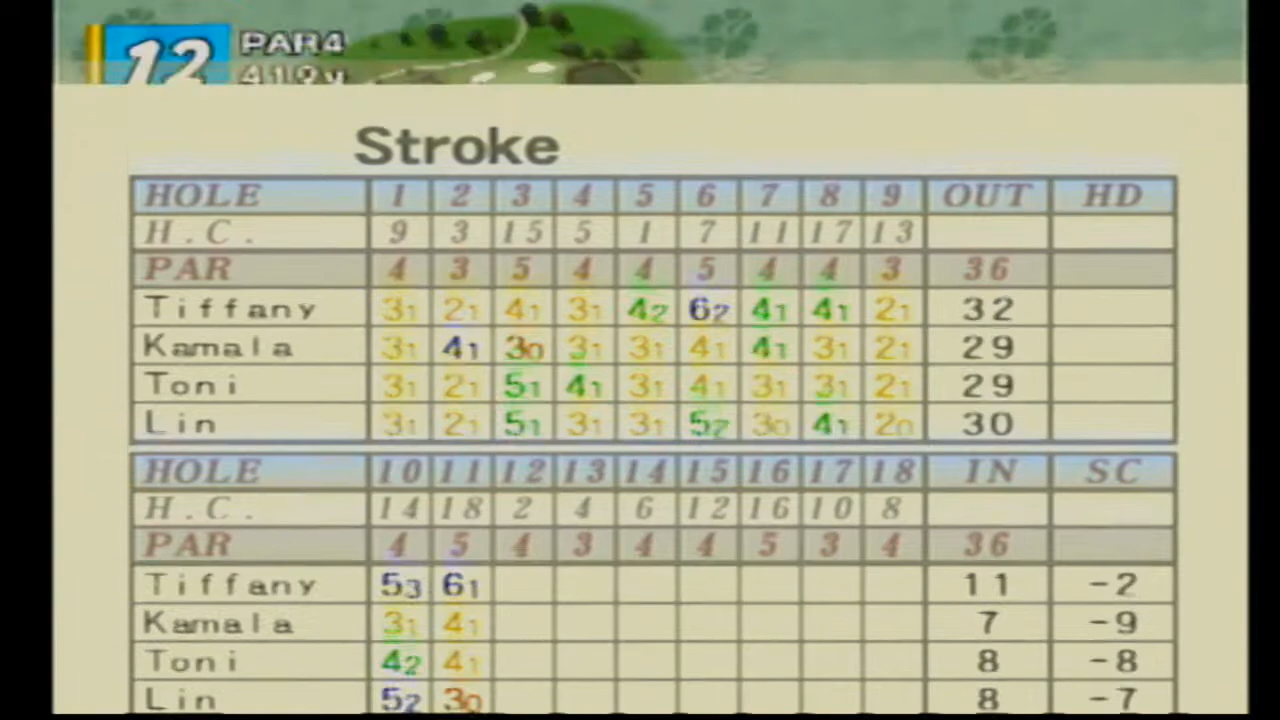 12 PAR4
419y
Stroke
HOLE 1 2 3 4 5 6 7 8 9 OUT HD
H.C. 9 3 15 5 1 7 11 17 13
PAR 4 3 5 4 4 5 4 4 3 36
Tiffany 31 21 41 31 42 62 41 41 21 32
Kamala 31 41 30 31 31 41 41 31 21 29
Toni 31 21 51 41 31 41 31 31 21 29
Lin 31 21 51 31 31 52 30 41 20 30
HOLE 10 11 12 13 14 15 16 17 18 IN SC
H.C. 14 18 2 4 6 12 16 10 8
PAR 4 5 4 3 4 4 5 3 4 36
Tiffany 53 61 11 -2
Kamala 31 41 7 -9
Toni 42 41 8 -8
Lin 52 30 8 -7